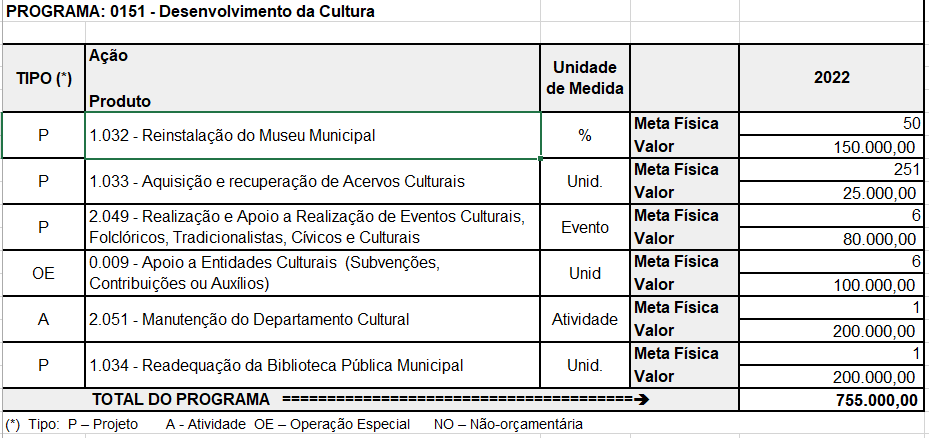 PROGRAMA: 0151 - Desenvolvimento da Cultura
TIPO (*)
Ação
Produto
Unidade
de Medida
2022
P
1.032 - Reinstalação do Museu Municipal
%
Meta Física
50
Valor
150.000,00
P
1.033 - Aquisição e recuperação de Acervos Culturais
Unid.
Meta Física
251
Valor
25.000,00
P
2.049 - Realização e Apoio a Realização de Eventos Culturais,
Folclóricos, Tradicionalistas, Cívicos e Culturais
Evento
Meta Física
6
Valor
80.000,00
OE
0.009 - Apoio a Entidades Culturais (Subvenções,
Contribuições ou Auxílios)
Unid
Meta Física
6
Valor
100.000,00
A
2.051 - Manutenção do Departamento Cultural
Atividade
Meta Física
1
Valor
200.000,00
P
1.034 - Readequação da Biblioteca Pública Municipal
Unid.
Meta Física
1
Valor
200.000,00
TOTAL DO PROGRAMA =======================================➔ 755.000,00
(*) Tipo: P – Projeto A - Atividade OE – Operação Especial NO – Não-orçamentária